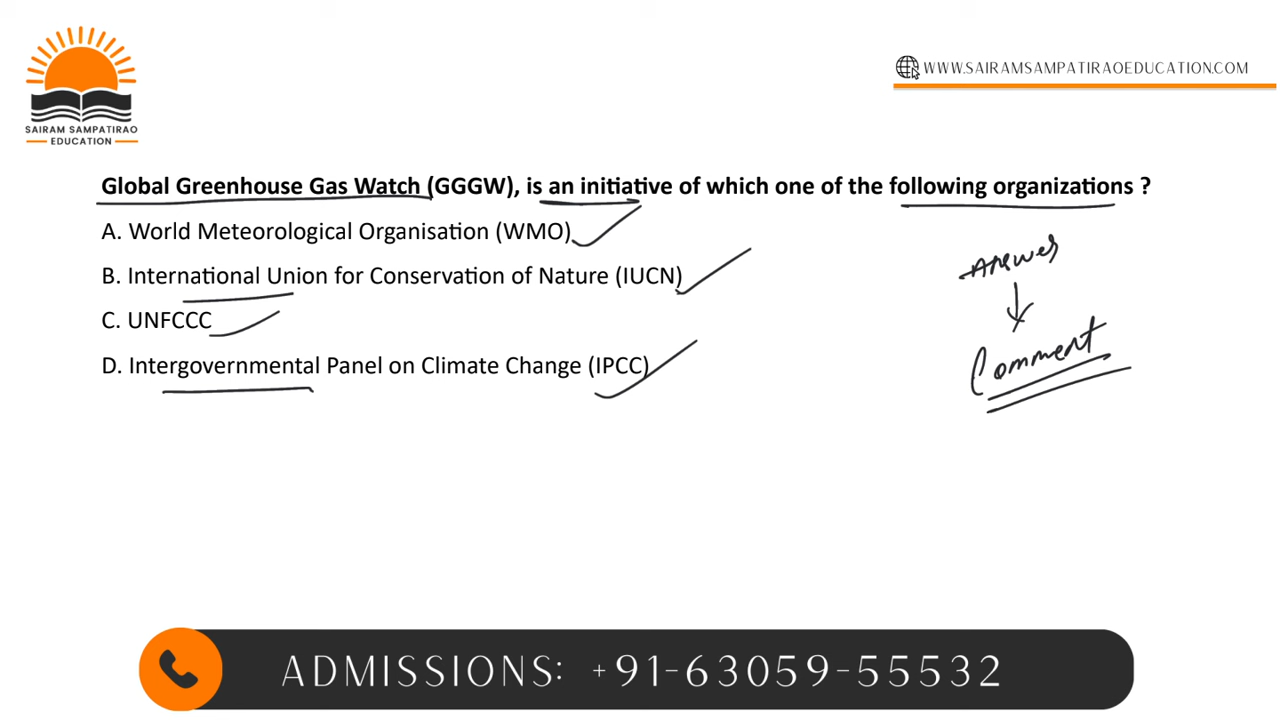 SAIRAM SAMPATIRAO
EDUCATION
WWW.SAIRAMSAMPATIRAOEDUCATION.COM
Global Greenhouse Gas Watch (GGGW), is an initiative of which one of the following organizations ?
A. World Meteorological Organisation (WMO)
B. International Union for Conservation of Nature (IUCN)
C. UNFCCC
D. Intergovernmental Panel on Climate Change (IPCC)
Answer
Comment
ADMISSIONS: +91-63059-55532